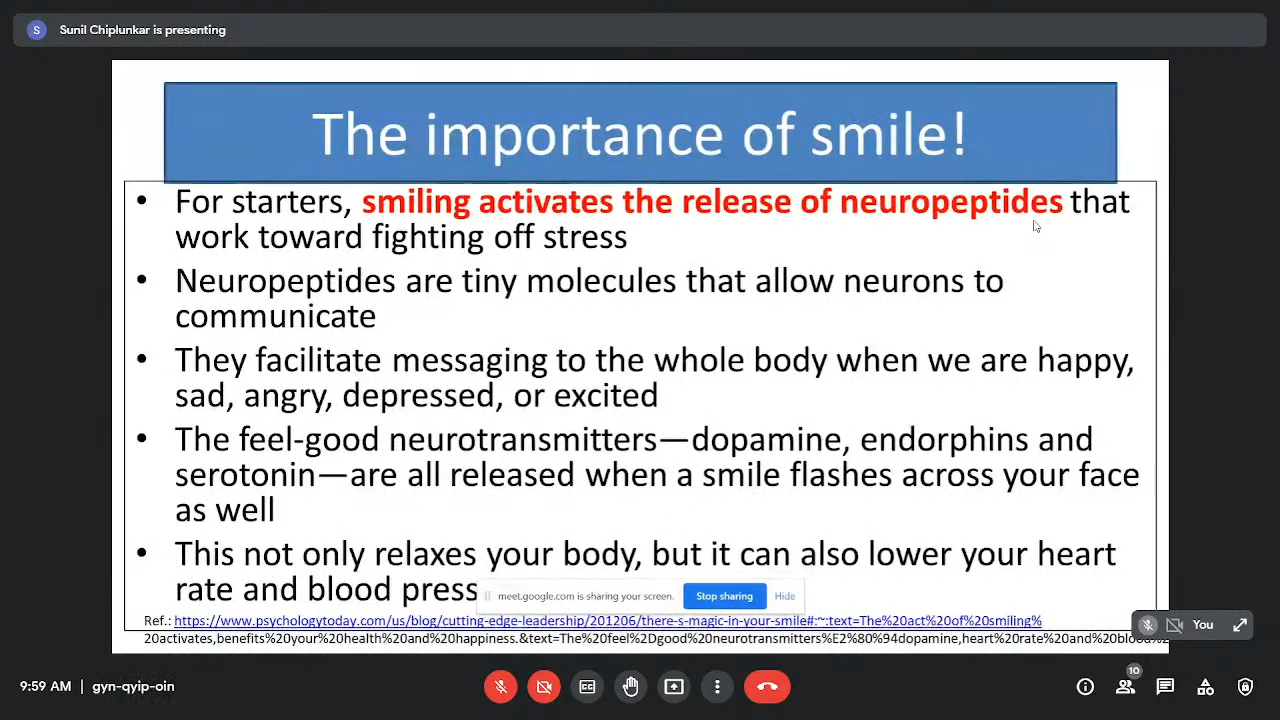 S Sunil Chiplunkar is presenting
The importance of smile!
• For starters, smiling activates the release of neuropeptides that
work toward fighting off stress
• Neuropeptides are tiny molecules that allow neurons to
communicate
• They facilitate messaging to the whole body when we are happy,
sad, angry, depressed, or excited
• The feel-good neurotransmitters—dopamine, endorphins and
serotonin—are all released when a smile flashes across your face
as well
• This not only relaxes your body, but it can also lower your heart
rate and blood press
meet.google.com is sharing your screen. Stop sharing Hide
Ref.: https://www.psychologytoday.com/us/blog/cutting-edge-leadership/201206/there-s-magic-in-your-smile#:~:text=The%20act%20of%20smiling%
20activates,benefits%20your%20health%20and%20happiness.&text=The%20feel%2Dgood%20neurotransmitters%E2%80%94dopamine,heart%20rate%20and%20blood%2
You
10
9:59 AM | gyn-qyip-oin